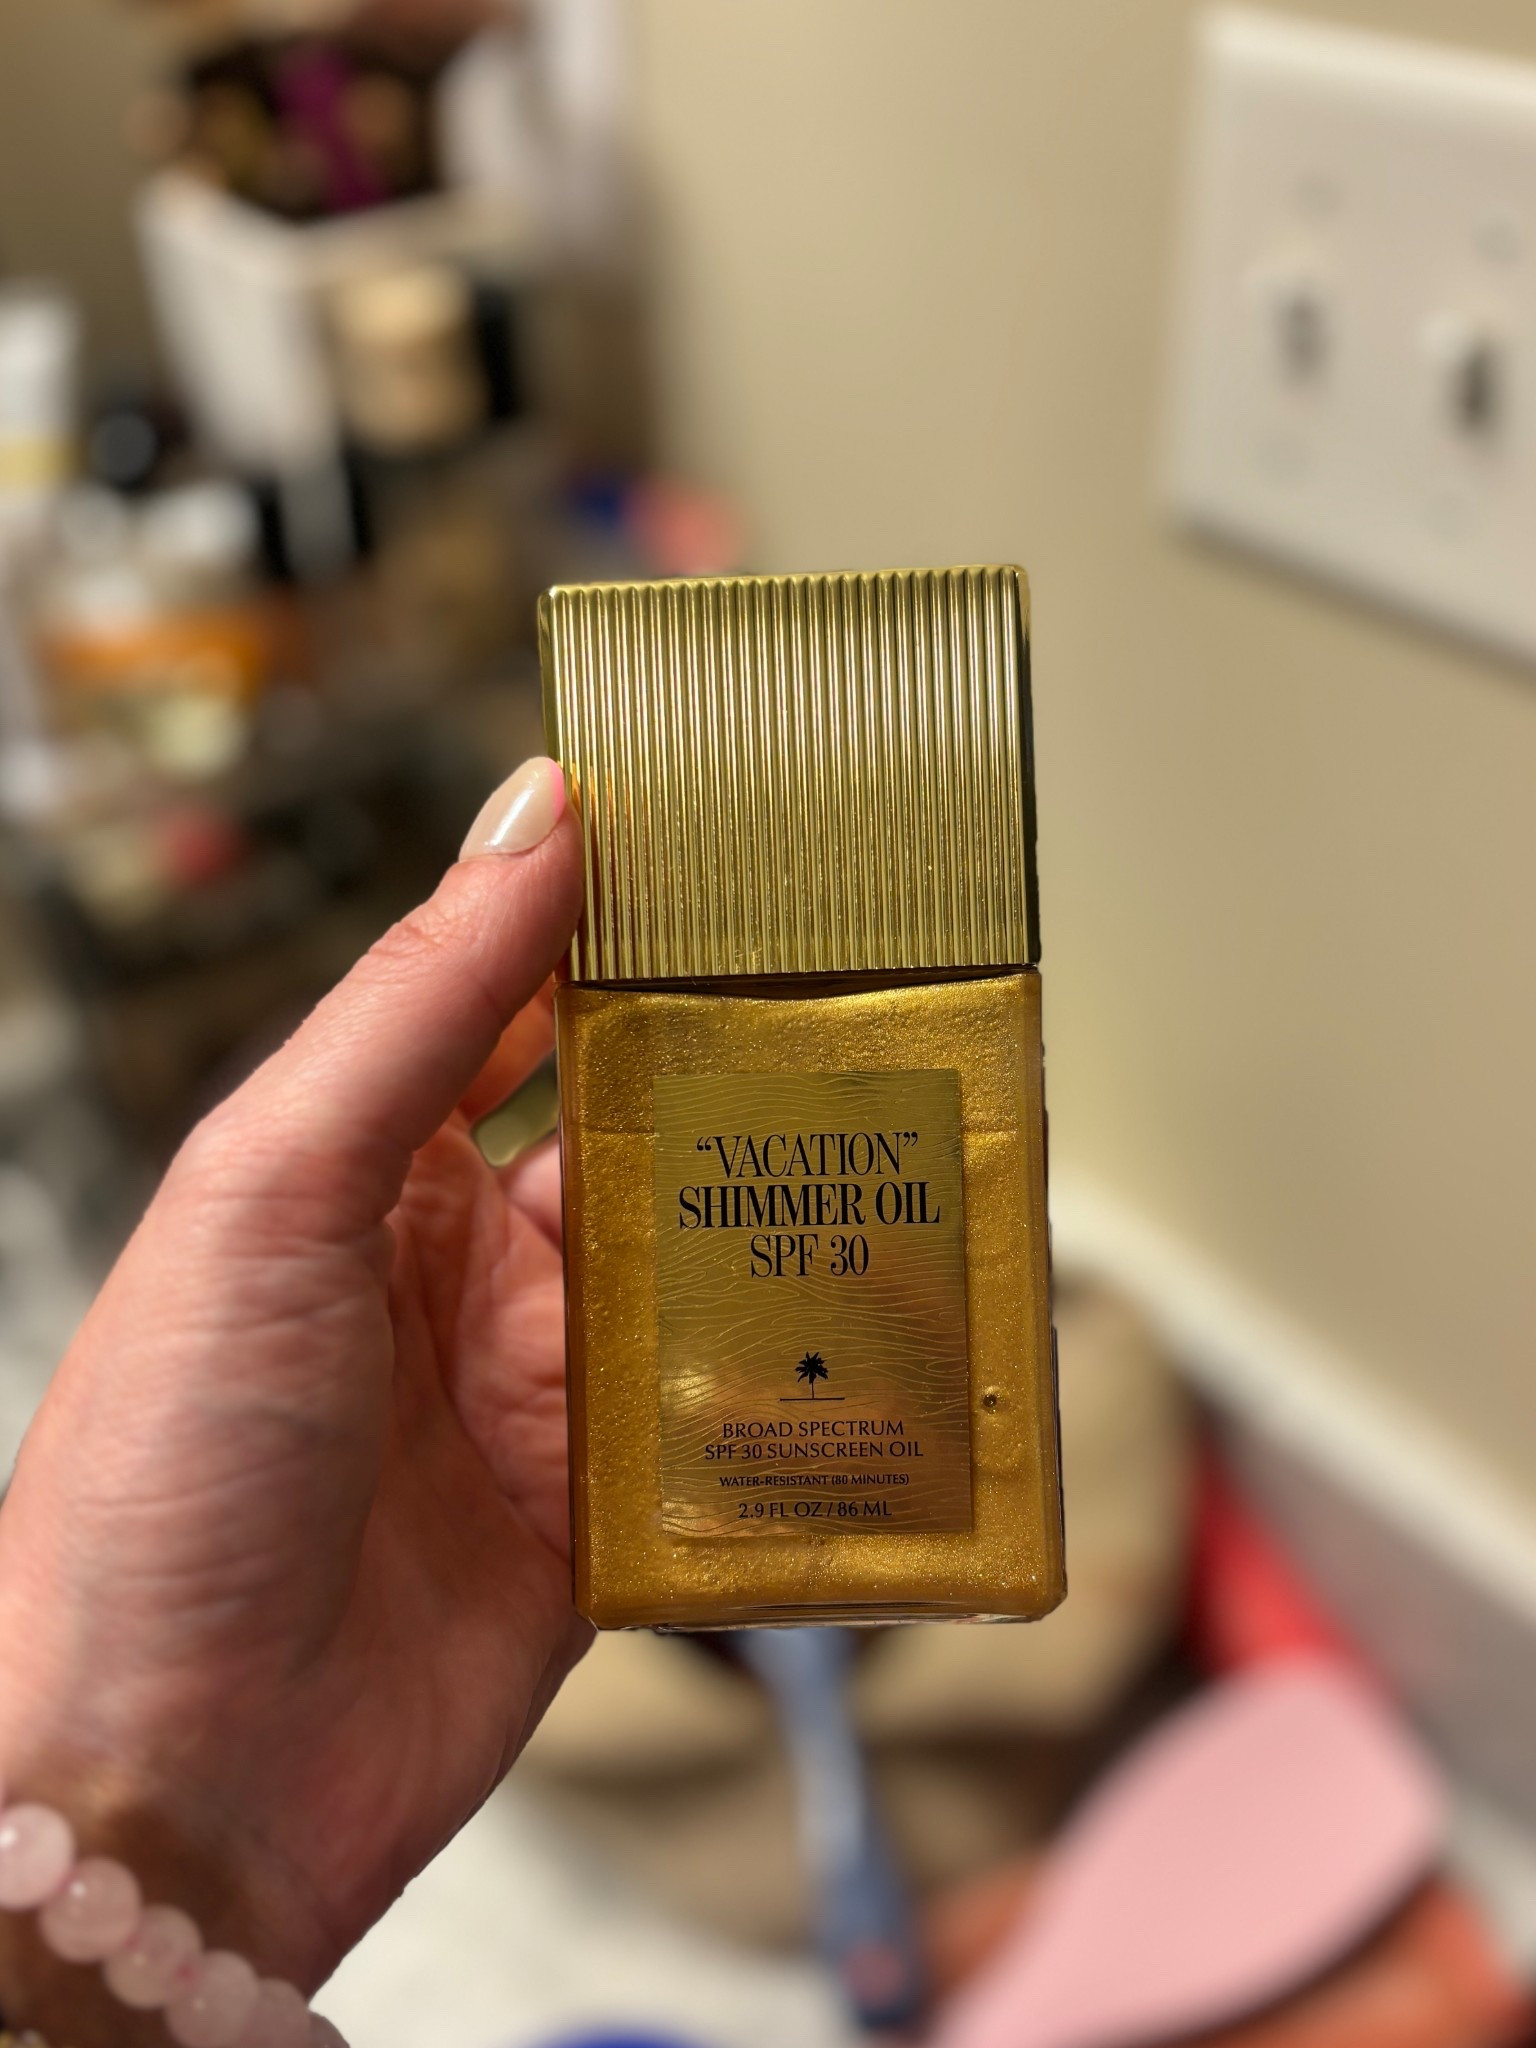 “VACATION”
SHIMMER OIL
SPF 30
BROAD SPECTRUM
SPF 30 SUNSCREEN OIL
WATER-RESISTANT (80 MINUTES)
2.9 FL OZ / 86 ML